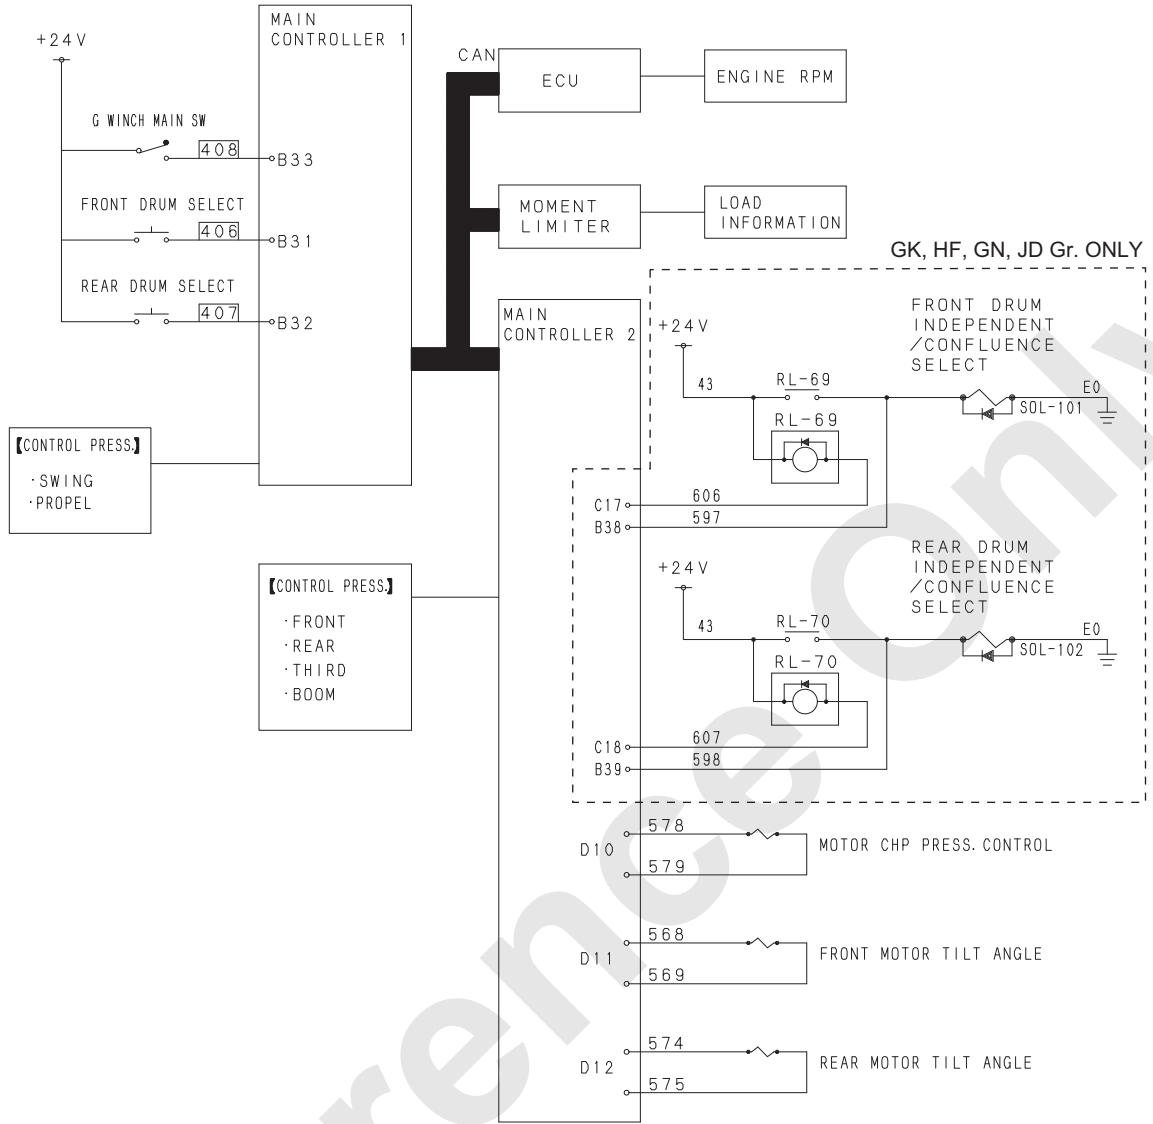 MAIN
CONTROLLER 1
+24V
G WINCH MAIN SW
408
B33
FRONT DRUM SELECT
406
B31
REAR DRUM SELECT
407
B32
CAN
ECU
ENGINE RPM
MOMENT
LIMITER
LOAD
INFORMATION
GK, HF, GN, JD Gr. ONLY
MAIN
CONTROLLER 2
+24V
43
RL-69
RL-69
FRONT DRUM
INDEPENDENT
/CONFLUENCE
SELECT
SOL-101
E0
C17
606
B38
597
+24V
43
RL-70
RL-70
REAR DRUM
INDEPENDENT
/CONFLUENCE
SELECT
SOL-102
E0
C18
607
B39
598
【CONTROL PRESS.】
·SWING
·PROPEL
【CONTROL PRESS.】
·FRONT
·REAR
·THIRD
·BOOM
D10
578
579
MOTOR CHP PRESS. CONTROL
D11
568
569
FRONT MOTOR TILT ANGLE
D12
574
575
REAR MOTOR TILT ANGLE
rence Only